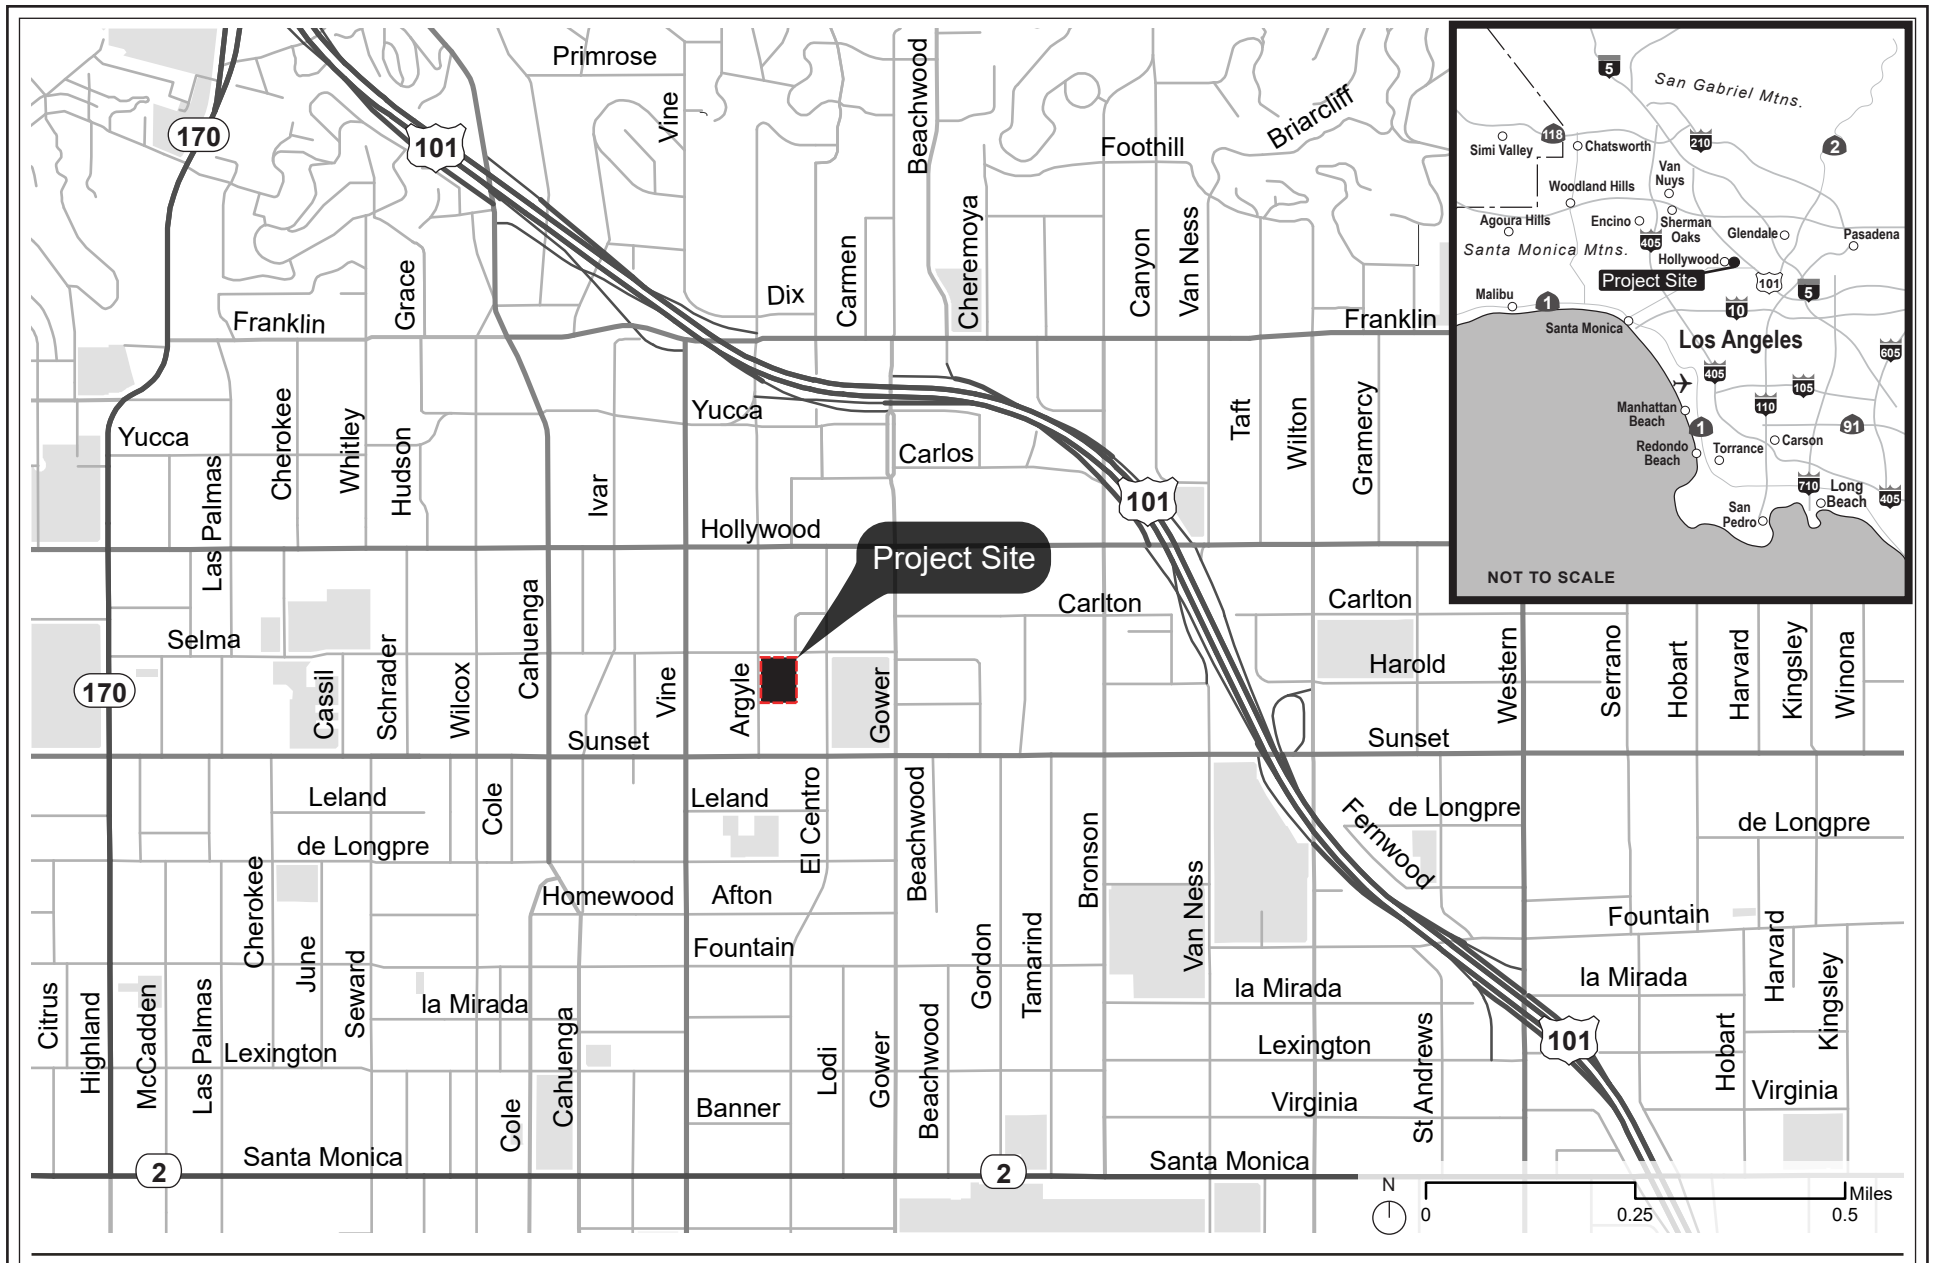 Primrose
Vine
Beachwood
Briarcliff
Foothill
170
101
Grace
Dix
Carmen
Cheremoya
Canyon
Van Ness
Franklin
Franklin
Yucca
Yucca
Las Palmas
Cherokee
Whitley
Hudson
Ivar
Carlos
Taft
Wilton
Gramercy
101
Hollywood
Project Site
Carlton
Carlton
Selma
Cassil
Schrader
Wilcox
Cahuenga
Vine
Argyle
Gower
Harold
Western
Serrano
Hobart
Harvard
Kingsley
Winona
170
Sunset
Sunset
Leland
Cole
Leland
El Centro
Beachwood
Bronson
Fernwood
de Longpre
de Longpre
de Longpre
Cherokee
Homewood
Afton
Van Ness
Fountain
Fountain
June
Seward
Gordon
Tamarind
Harvard
Kingsley
Citrus
Highland
McCadden
Las Palmas
la Mirada
la Mirada
la Mirada
Cahuenga
Lexington
Lexington
101
Lodi
Gower
Beachwood
St Andrews
Hobart
Cole
Banner
Virginia
Virginia
2
Santa Monica
2
Santa Monica
N
0
0.25
0.5
Miles
5
San Gabriel Mtns.
118
Simi Valley
Chatsworth
210
2
Van
Nuys
Woodland Hills
Agoura Hills
Encino
Sherman
Oaks
Glendale
Pasadena
405
Santa Monica Mtns.
Hollywood
Project Site
101
5
Malibu
1
10
Santa Monica
Los Angeles
605
405
105
Manhattan
Beach
110
1
91
Redondo
Beach
Torrance
Carson
710
Long
Beach
405
San
Pedro
NOT TO SCALE